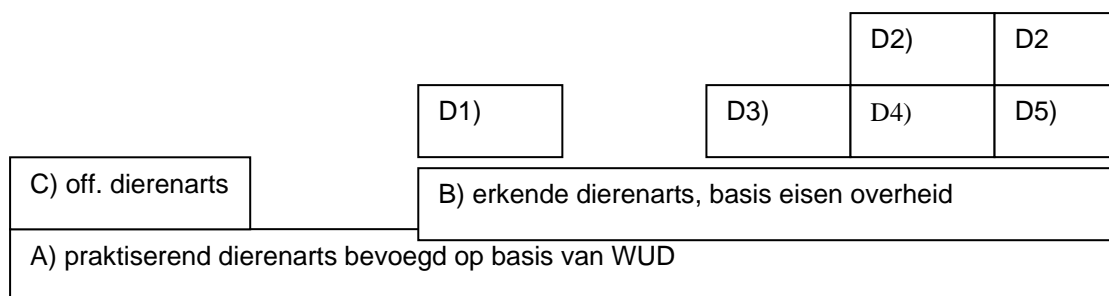 D2) D2
D1) D3) D4) D5)
C) off. dierenarts
B) erkende dierenarts, basis eisen overheid
A) praktiserend dierenarts bevoegd op basis van WUD